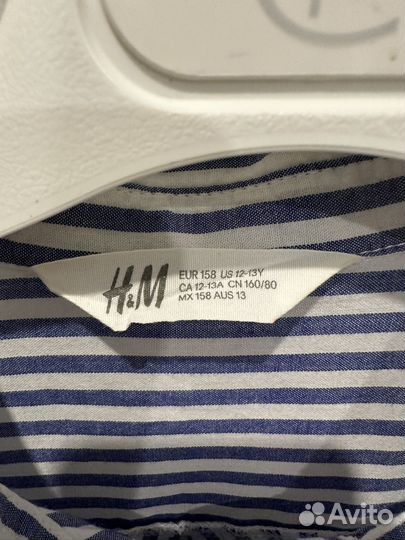 H&M
EUR 158 US 12-13Y
CA 12-13A CN 160/80
MX 158 AUS 13
Avito